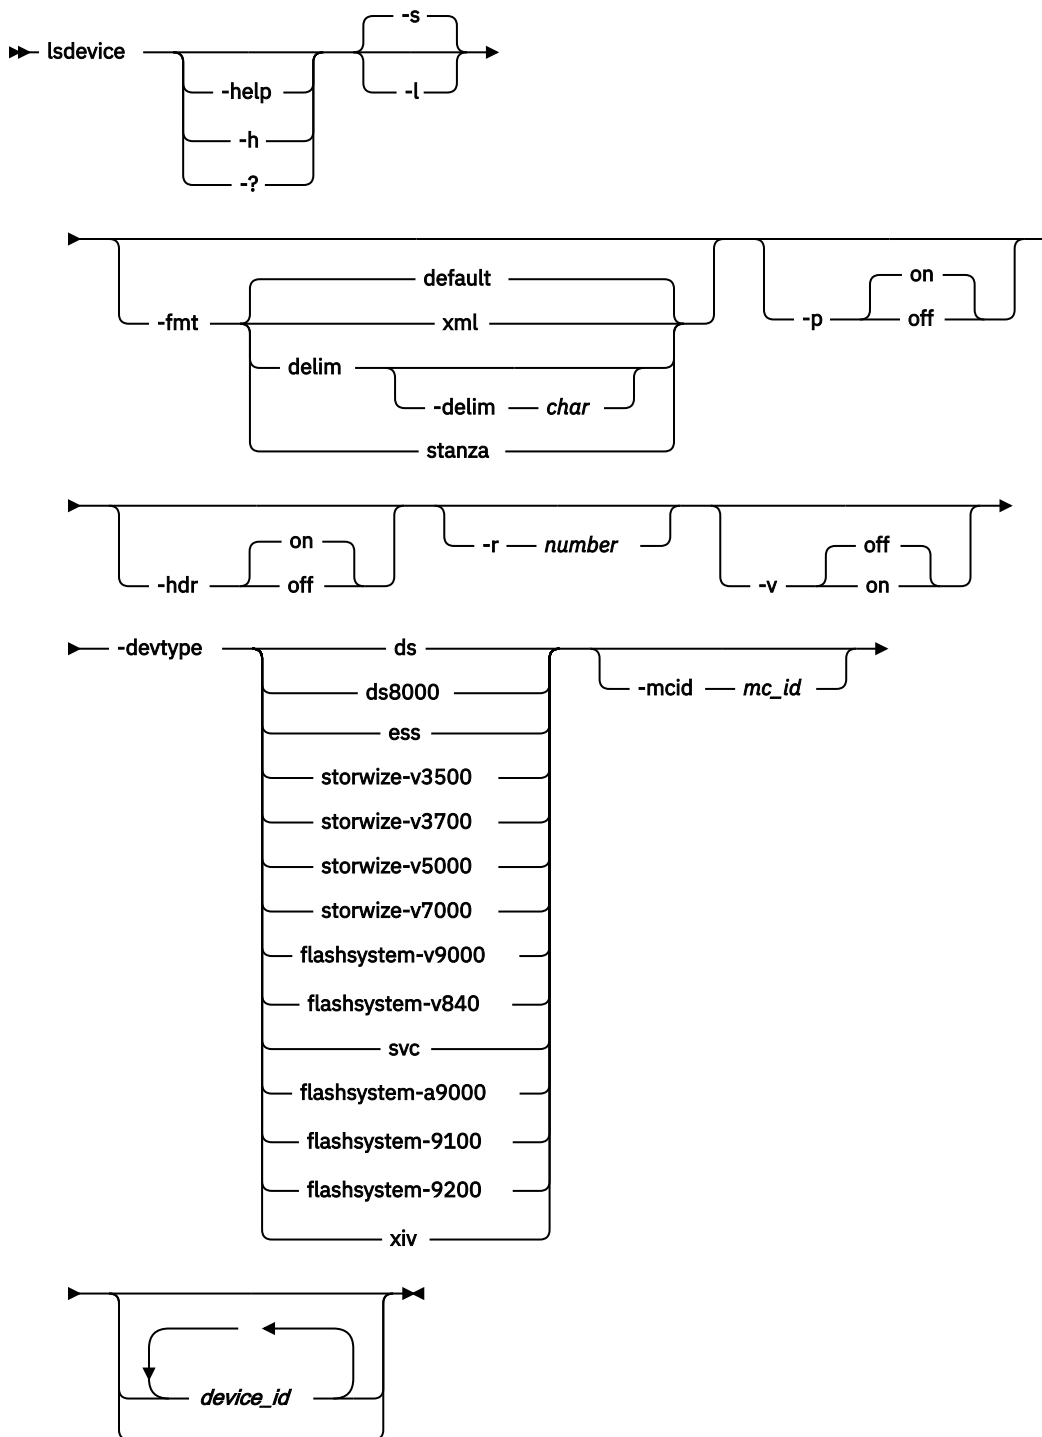 -s
lsdevice
-l
-help
-h
-?
default
-fmt xml
delim
-delim char
stanza
on
-p off
on
-hdr off
-r number
off
-v on
-devtype ds
ds8000
ess
storwize-v3500
storwize-v3700
storwize-v5000
storwize-v7000
flashsystem-v9000
flashsystem-v840
svc
flashsystem-a9000
flashsystem-9100
flashsystem-9200
xiv
-mcid mc_id
device_id